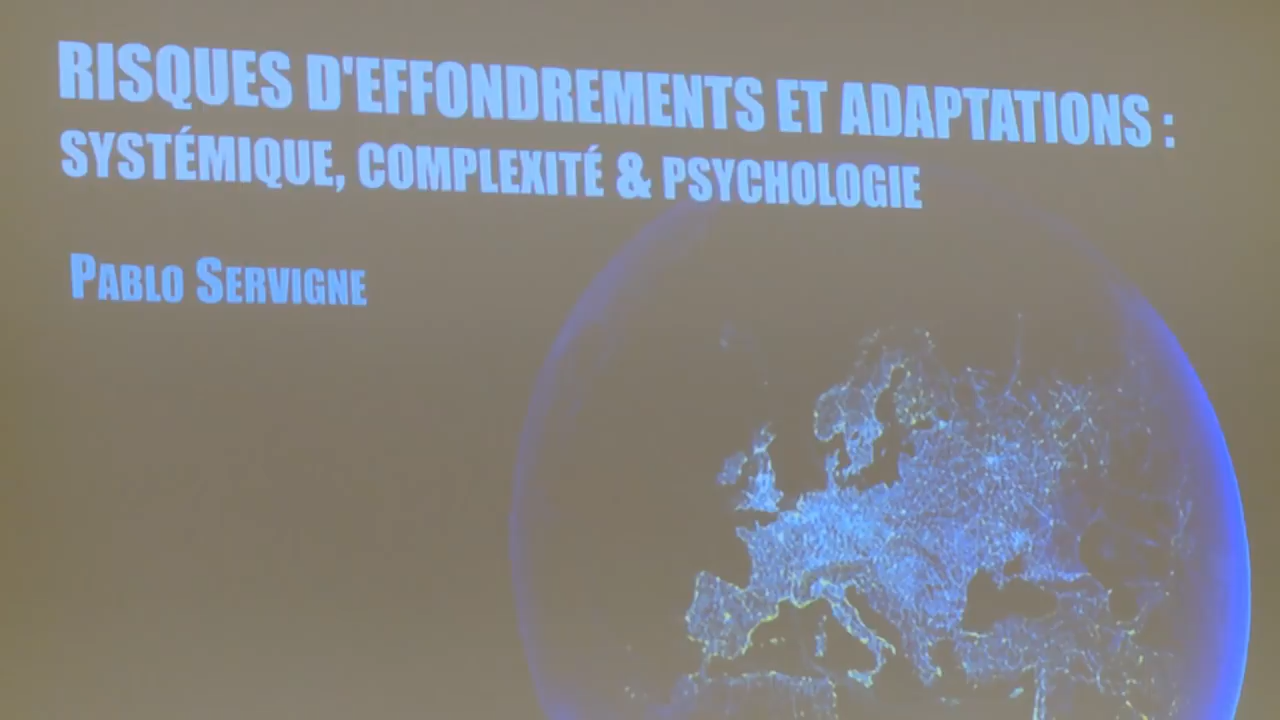 RISQUES D'EFFONDREMENTS ET ADAPTATIONS :
SYSTÉMIQUE, COMPLEXITÉ & PSYCHOLOGIE
PABLO SERVIGNE